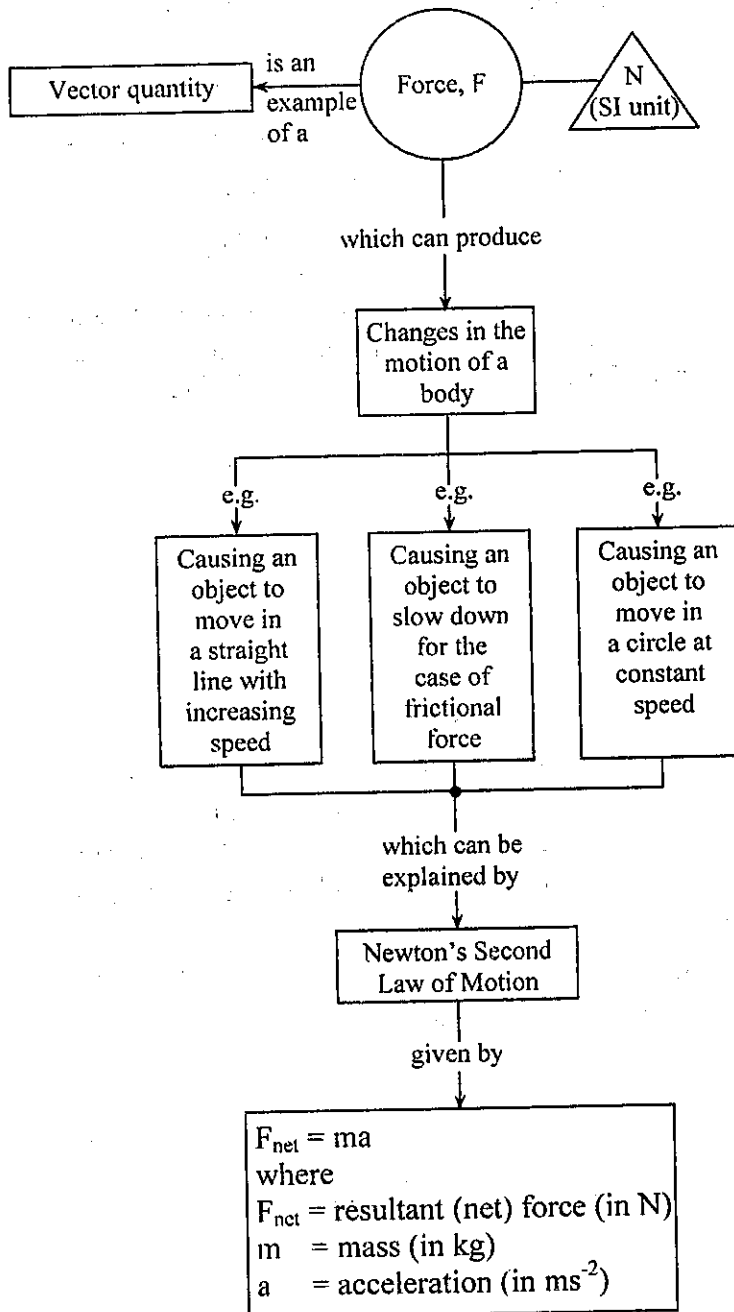 Vector quantity
is an
example
of a
Force, F
N
(SI unit)
which can produce
Changes in the
motion of a
body
e.g.
e.g.
e.g.
Causing an
object to
move in
a straight
line with
increasing
speed
Causing an
object to
slow down
for the
case of
frictional
force
Causing an
object to
move in
a circle at
constant
speed
which can be
explained by
Newton's Second
Law of Motion
given by
F_net = ma
where
F_net = resultant (net) force (in N)
m = mass (in kg)
a = acceleration (in ms⁻²)